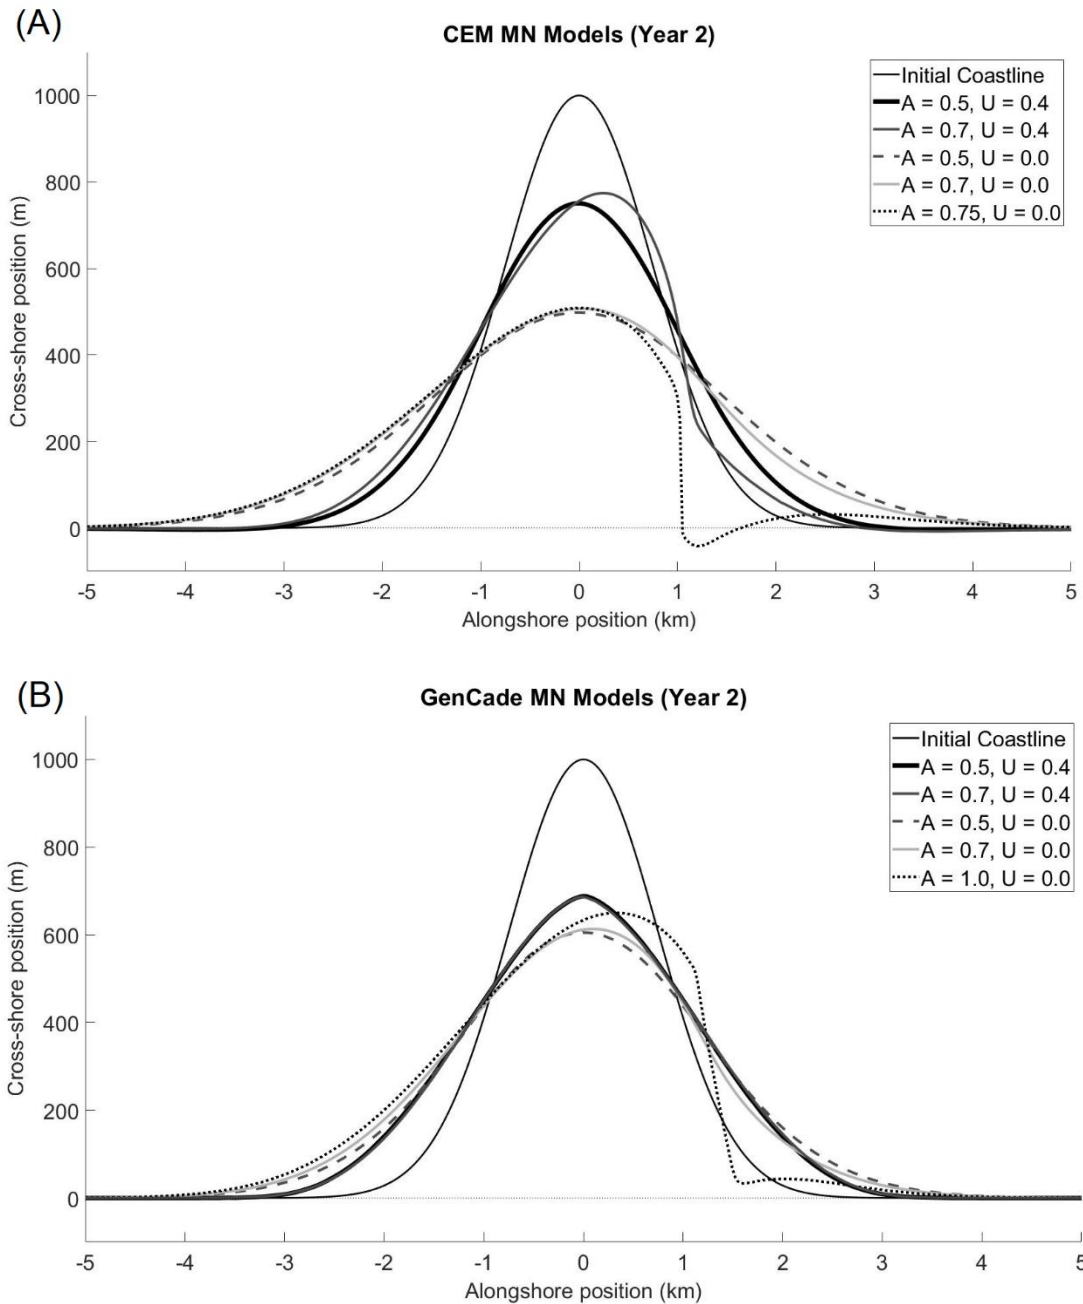 (A)
CEM MN Models (Year 2)
Initial Coastline
A = 0.5, U = 0.4
A = 0.7, U = 0.4
A = 0.5, U = 0.0
A = 0.7, U = 0.0
A = 0.75, U = 0.0
Cross-shore position (m)
1000
800
600
400
200
0
-5 -4 -3 -2 -1 0 1 2 3 4 5
Alongshore position (km)
(B)
GenCade MN Models (Year 2)
Initial Coastline
A = 0.5, U = 0.4
A = 0.7, U = 0.4
A = 0.5, U = 0.0
A = 0.7, U = 0.0
A = 1.0, U = 0.0
Cross-shore position (m)
1000
800
600
400
200
0
-5 -4 -3 -2 -1 0 1 2 3 4 5
Alongshore position (km)